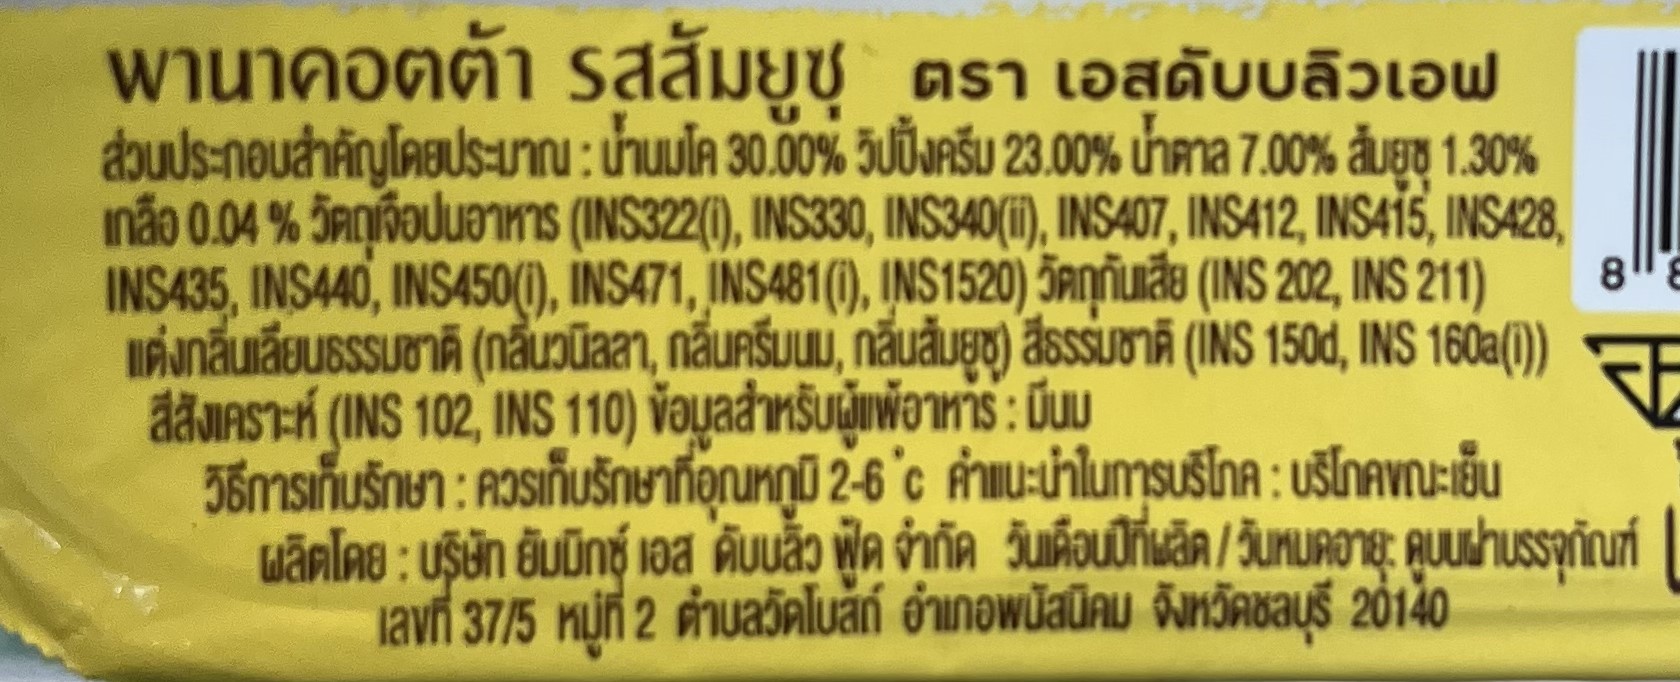 พานาคอตต้า รสส้มยูซุ ตรา เอสดับบลิวเอฟ
ส่วนประกอบสำคัญโดยประมาณ : น้ำนมโค 30.00% วิปปิ้งครีม 23.00% น้ำตาล 7.00% ส้มยูซุ 1.30%
เกลือ 0.04 % วัตถุเจือปนอาหาร (INS322(i), INS330, INS340(ii), INS407, INS412, INS415, INS428,
INS435, INS440, INS450(i), INS471, INS481(i), INS1520) วัตถุกันเสีย (INS 202, INS 211)
แต่งกลิ่นเลียนธรรมชาติ (กลิ่นวนิลลา, กลิ่นครีมนม, กลิ่นส้มยูซุ) สีธรรมชาติ (INS 150d, INS 160a(i))
สีสังเคราะห์ (INS 102, INS 110) ข้อมูลสำหรับผู้แพ้อาหาร : มีนม
วิธีการเก็บรักษา : ควรเก็บรักษาที่อุณหภูมิ 2-6 ˚c คำแนะนำในการบริโภค : บริโภคขณะเย็น
ผลิตโดย : บริษัท ยัมมิกซ์ เอส ดับบลิว ฟู้ด จำกัด วันเดือนปีที่ผลิต / วันหมดอายุ: ดูบนฝาบรรจุภัณฑ์
เลขที่ 37/5 หมู่ที่ 2 ตำบลวัดโบสถ์ อำเภอพนัสนิคม จังหวัดชลบุรี 20140
8